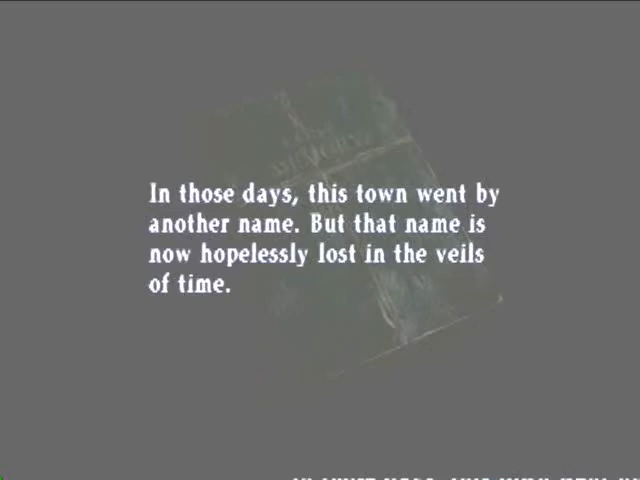 In those days, this town went by
another name. But that name is
now hopelessly lost in the veils
of time.